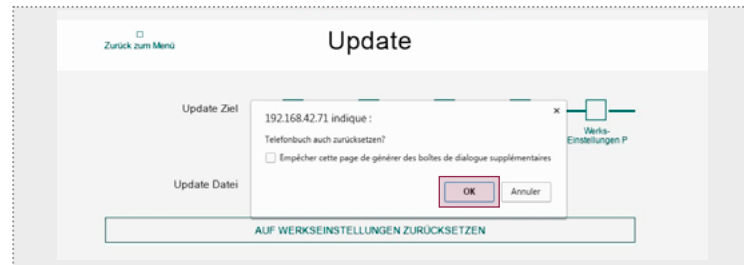 Zurück zum Menü
Update
Update Ziel
192.168.42.71 indique :
×
Telefonbuch auch zurücksetzen?
Empêcher cette page de générer des boîtes de dialogue supplémentaires
Werks-
Einstellungen P
Update Datei
OK
Annuler
AUF WERKSEINSTELLUNGEN ZURÜCKSETZEN